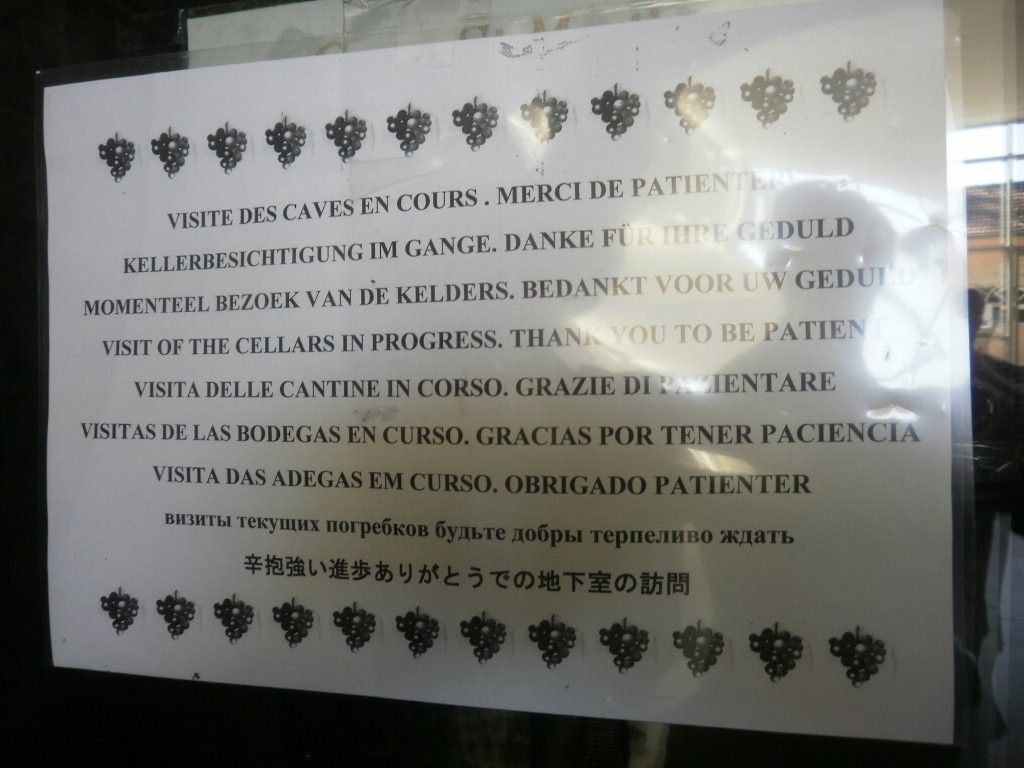 VISITE DES CAVES EN COURS . MERCI DE PATIENTER
KELLERBESICHTIGUNG IM GANGE. DANKE FÜR IHRE GEDULD
MOMENTEEL BEZOEK VAN DE KELDERS. BEDANKT VOOR UW GEDULD
VISIT OF THE CELLARS IN PROGRESS. THANK YOU TO BE PATIENT
VISITA DELLE CANTINE IN CORSO. GRAZIE DI PAZIENTARE
VISITAS DE LAS BODEGAS EN CURSO. GRACIAS POR TENER PACIENCIA
VISITA DAS ADEGAS EM CURSO. OBRIGADO PATIENTER
визиты текущих погребков будьте добры терпеливо ждать
辛抱強い進歩ありがとうでの地下室の訪問